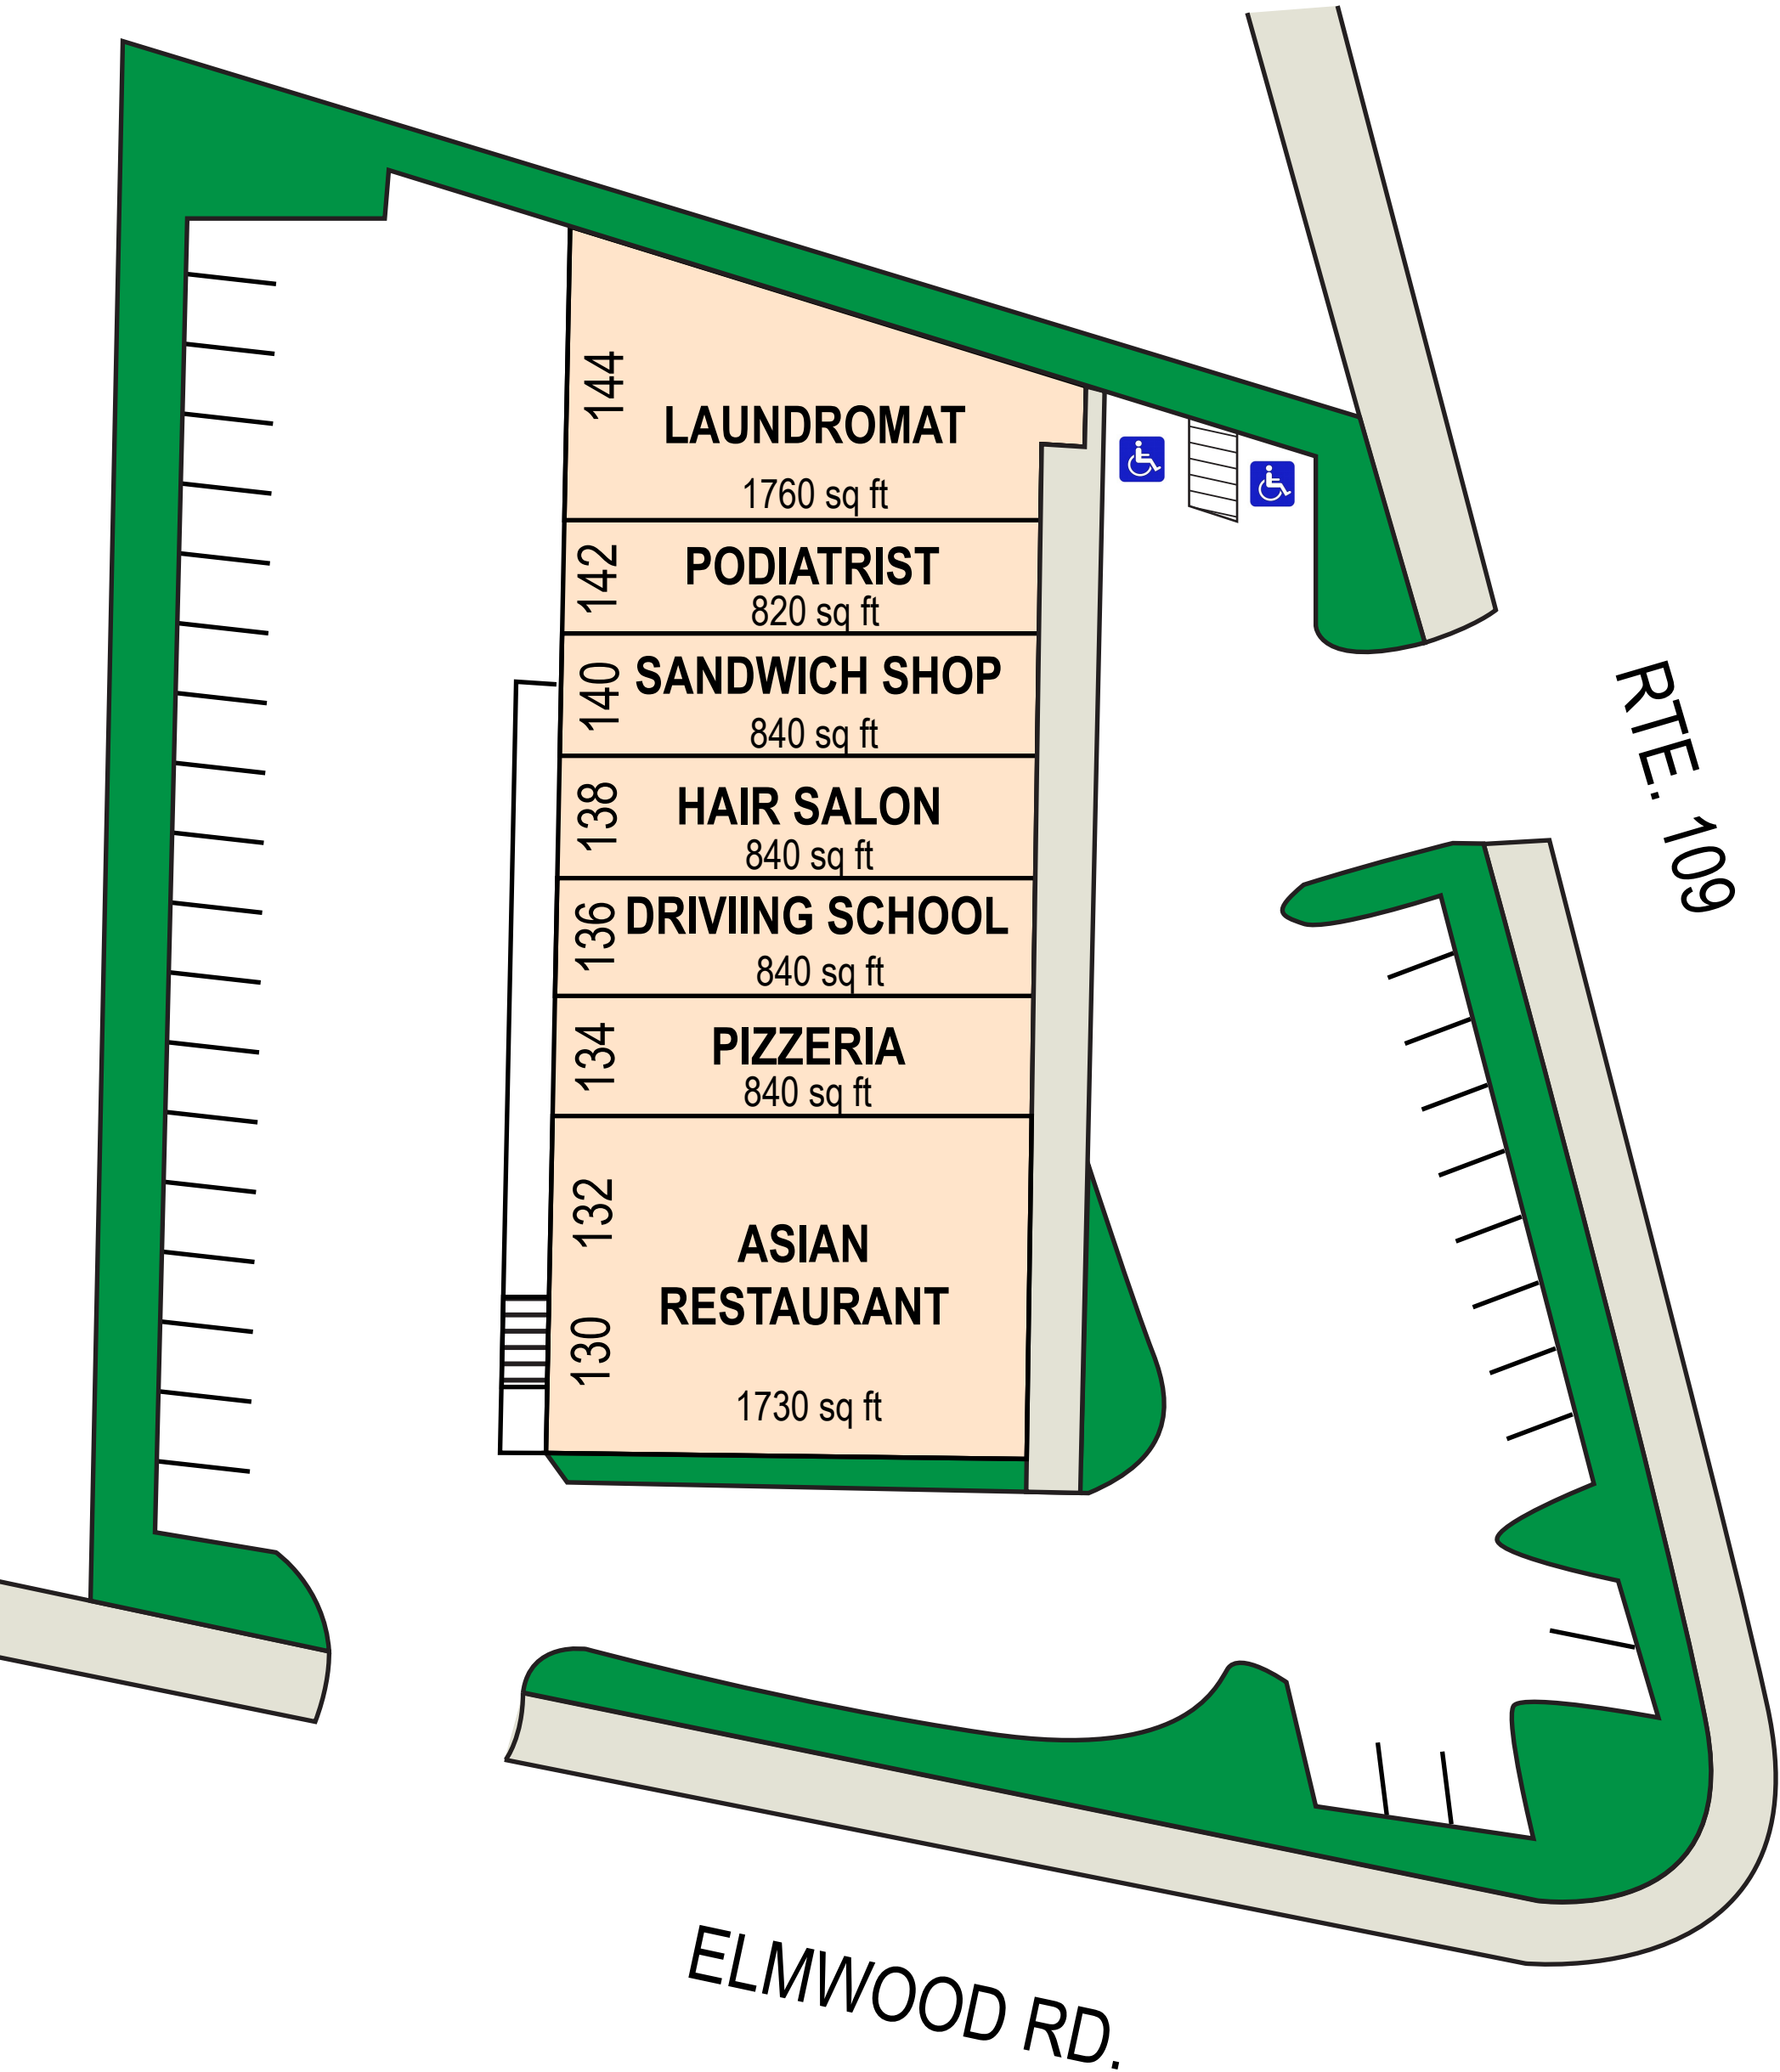 144
LAUNDROMAT
1760 sq ft
142
PODIATRIST
820 sq ft
140
SANDWICH SHOP
840 sq ft
138
HAIR SALON
840 sq ft
136
DRIVIING SCHOOL
840 sq ft
134
PIZZERIA
840 sq ft
132
130
ASIAN
RESTAURANT
1730 sq ft
RTE. 109
ELMWOOD RD.